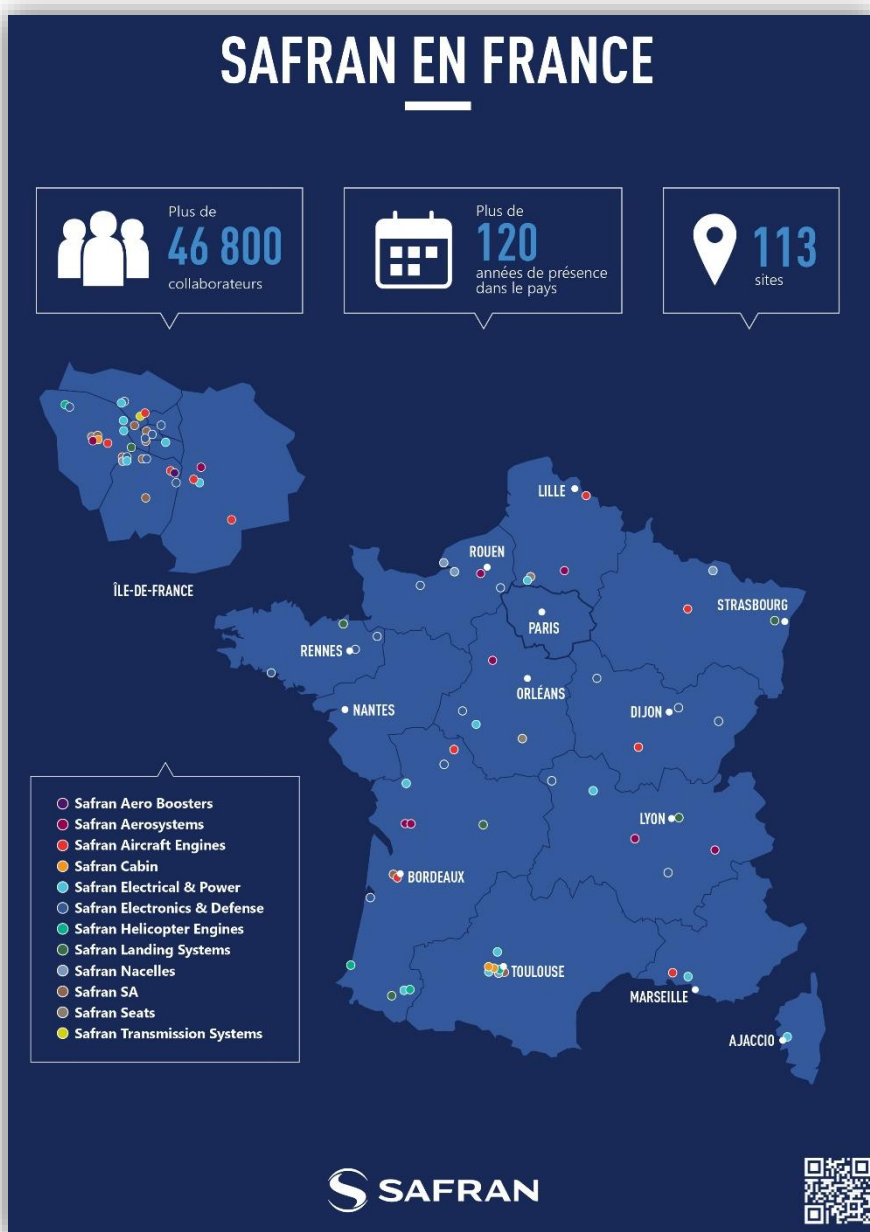 SAFRAN EN FRANCE
Plus de
46 800
collaborateurs
Plus de
120
années de présence
dans le pays
113
sites
ÎLE-DE-FRANCE
LILLE
ROUEN
STRASBOURG
PARIS
RENNES
ORLÉANS
NANTES
DIJON
LYON
BORDEAUX
TOULOUSE
MARSEILLE
AJACCIO
Safran Aero Boosters
Safran Aerosystems
Safran Aircraft Engines
Safran Cabin
Safran Electrical & Power
Safran Electronics & Defense
Safran Helicopter Engines
Safran Landing Systems
Safran Nacelles
Safran SA
Safran Seats
Safran Transmission Systems
SAFRAN